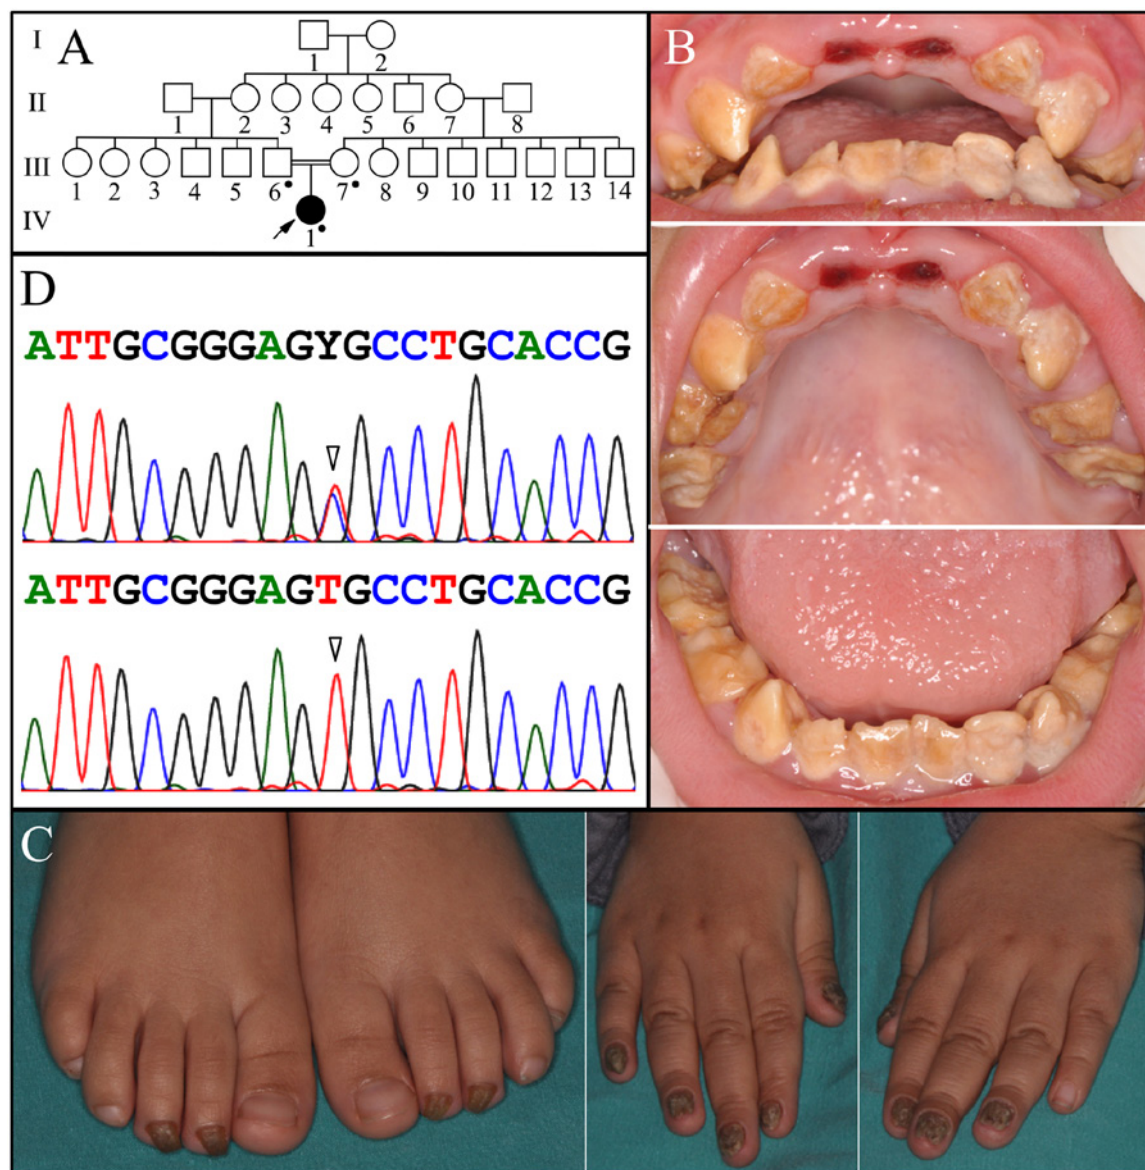 A
I
1 2
II
1 2 3 4 5 6 7 8
III
1 2 3 4 5 6 7 8 9 10 11 12 13 14
IV
1
B
D
ATTGCGGGAGYGCCTGCACCG
ATTGCGGGAGTGCCTGCACCG
C